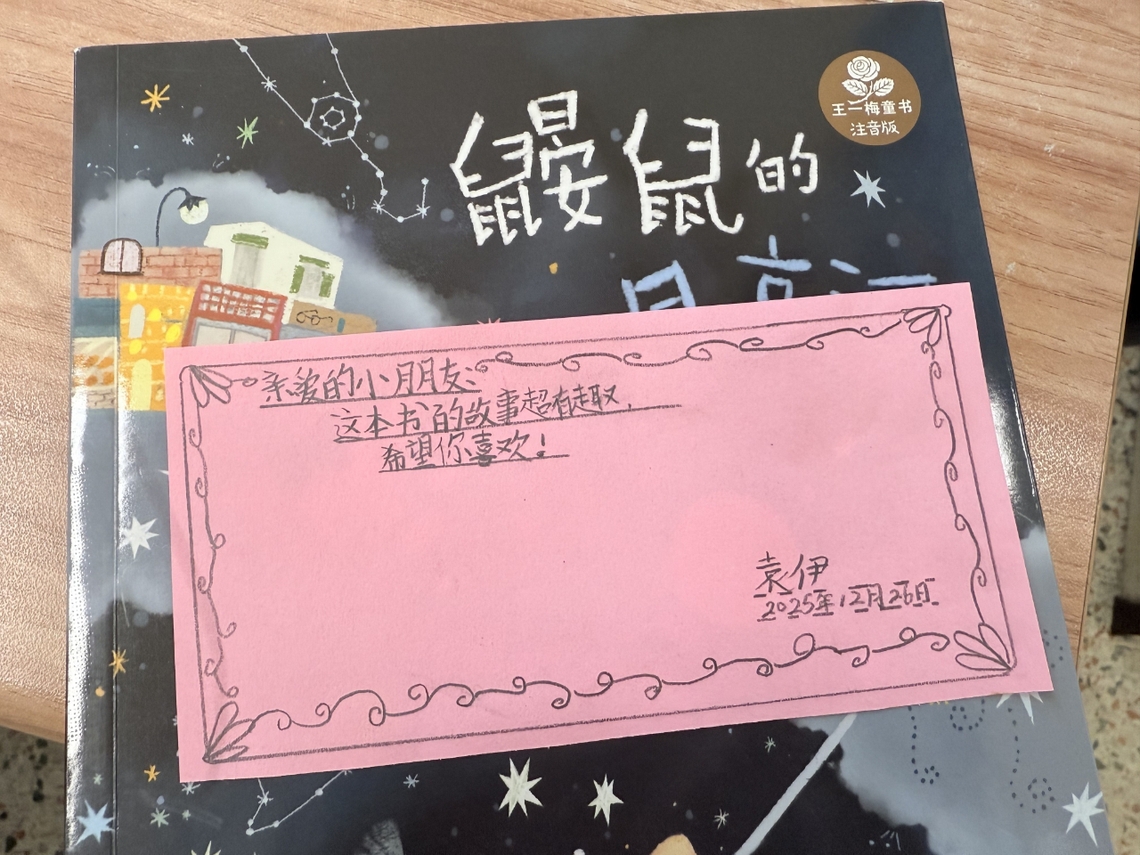 王一梅童书
注音版
鼹鼠的
亲爱的小朋友：
这本书的故事超有趣，
希望你喜欢！
袁伊
2025年12月26日